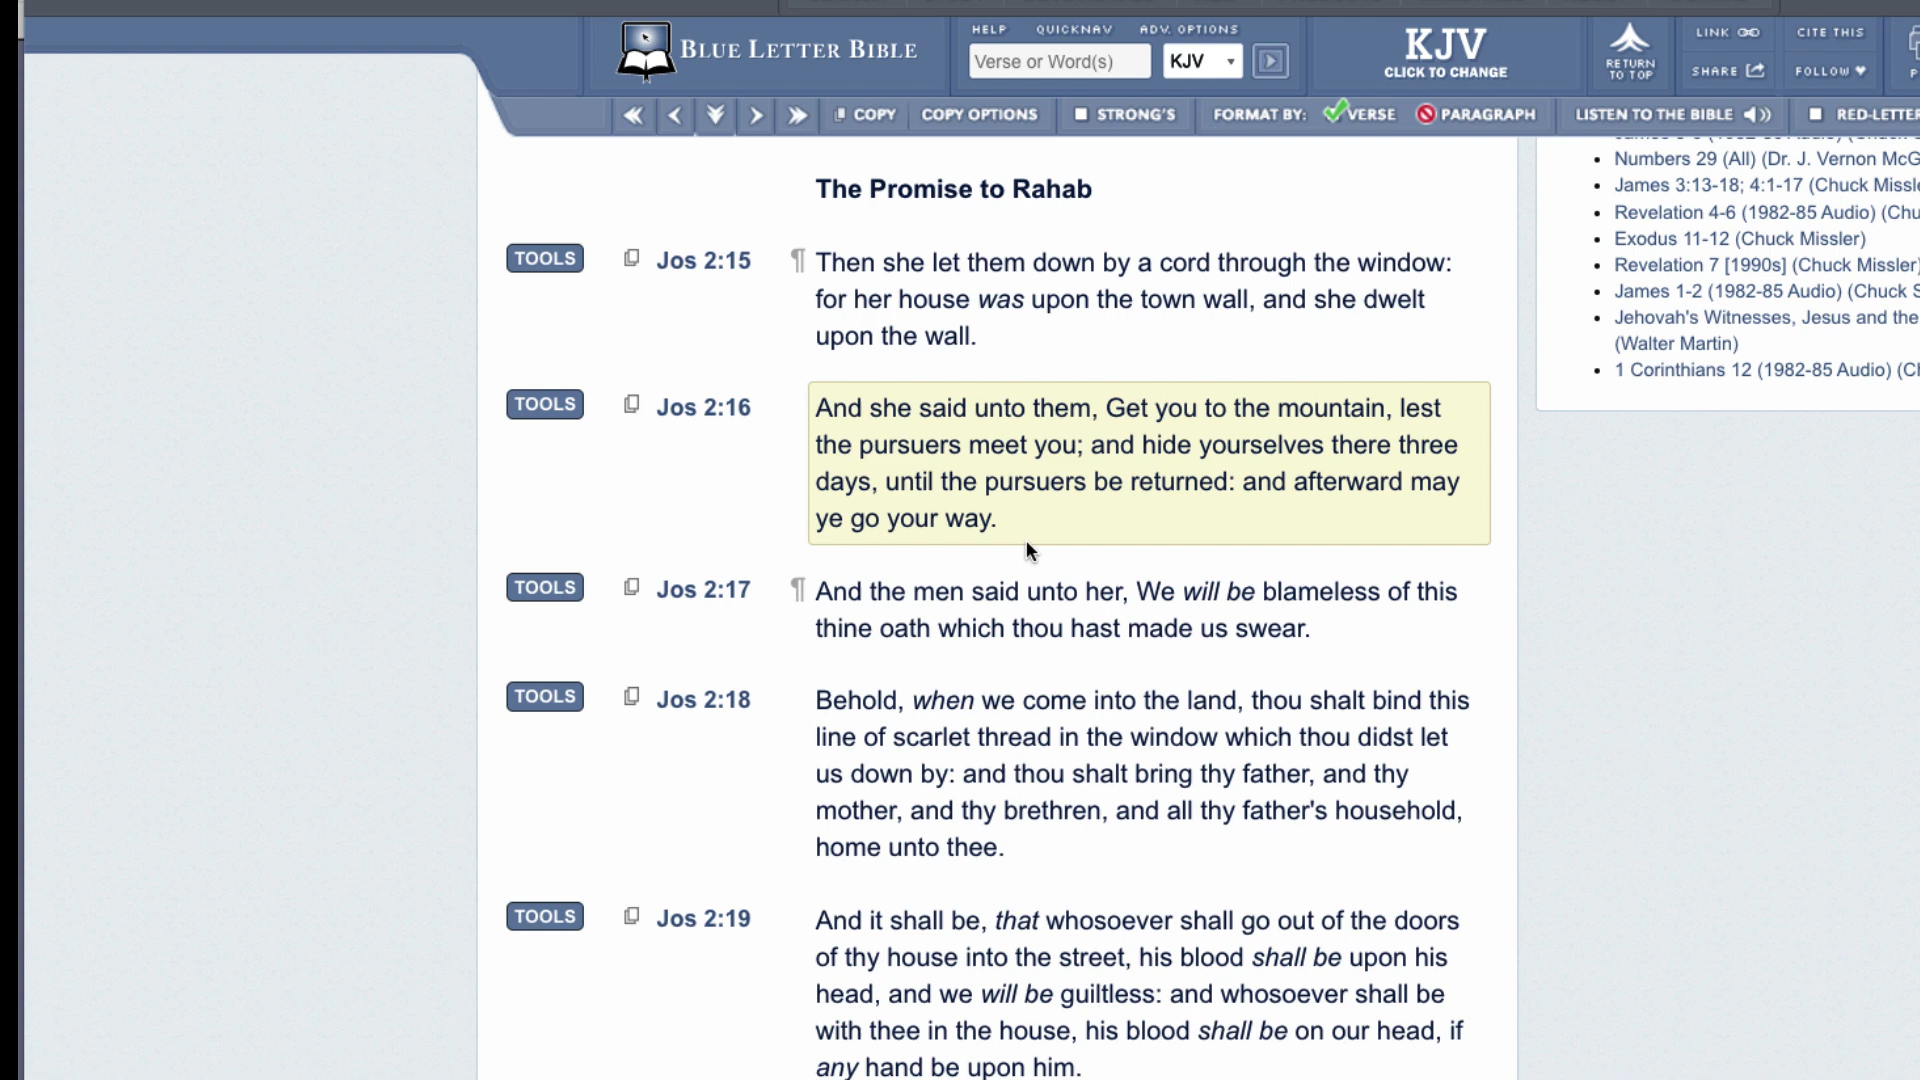 HELP QUICKNAV ADV. OPTIONS
BLUE LETTER BIBLE
Verse or Word(s)
KJV
KJV
CLICK TO CHANGE
RETURN
TO TOP
LINK
SHARE
CITE THIS
FOLLOW
COPY
COPY OPTIONS
STRONG'S
FORMAT BY:
VERSE
PARAGRAPH
LISTEN TO THE BIBLE
RED-LETTER
The Promise to Rahab
TOOLS
Jos 2:15
¶ Then she let them down by a cord through the window:
for her house was upon the town wall, and she dwelt
upon the wall.
TOOLS
Jos 2:16
And she said unto them, Get you to the mountain, lest
the pursuers meet you; and hide yourselves there three
days, until the pursuers be returned: and afterward may
ye go your way.
TOOLS
Jos 2:17
¶ And the men said unto her, We will be blameless of this
thine oath which thou hast made us swear.
TOOLS
Jos 2:18
Behold, when we come into the land, thou shalt bind this
line of scarlet thread in the window which thou didst let
us down by: and thou shalt bring thy father, and thy
mother, and thy brethren, and all thy father's household,
home unto thee.
TOOLS
Jos 2:19
And it shall be, that whosoever shall go out of the doors
of thy house into the street, his blood shall be upon his
head, and we will be guiltless: and whosoever shall be
with thee in the house, his blood shall be on our head, if
any hand be upon him.
Numbers 29 (All) (Dr. J. Vernon McG
James 3:13-18; 4:1-17 (Chuck Missl
Revelation 4-6 (1982-85 Audio) (Chu
Exodus 11-12 (Chuck Missler)
Revelation 7 [1990s] (Chuck Missler)
James 1-2 (1982-85 Audio) (Chuck S
Jehovah's Witnesses, Jesus and the
(Walter Martin)
1 Corinthians 12 (1982-85 Audio) (Ch